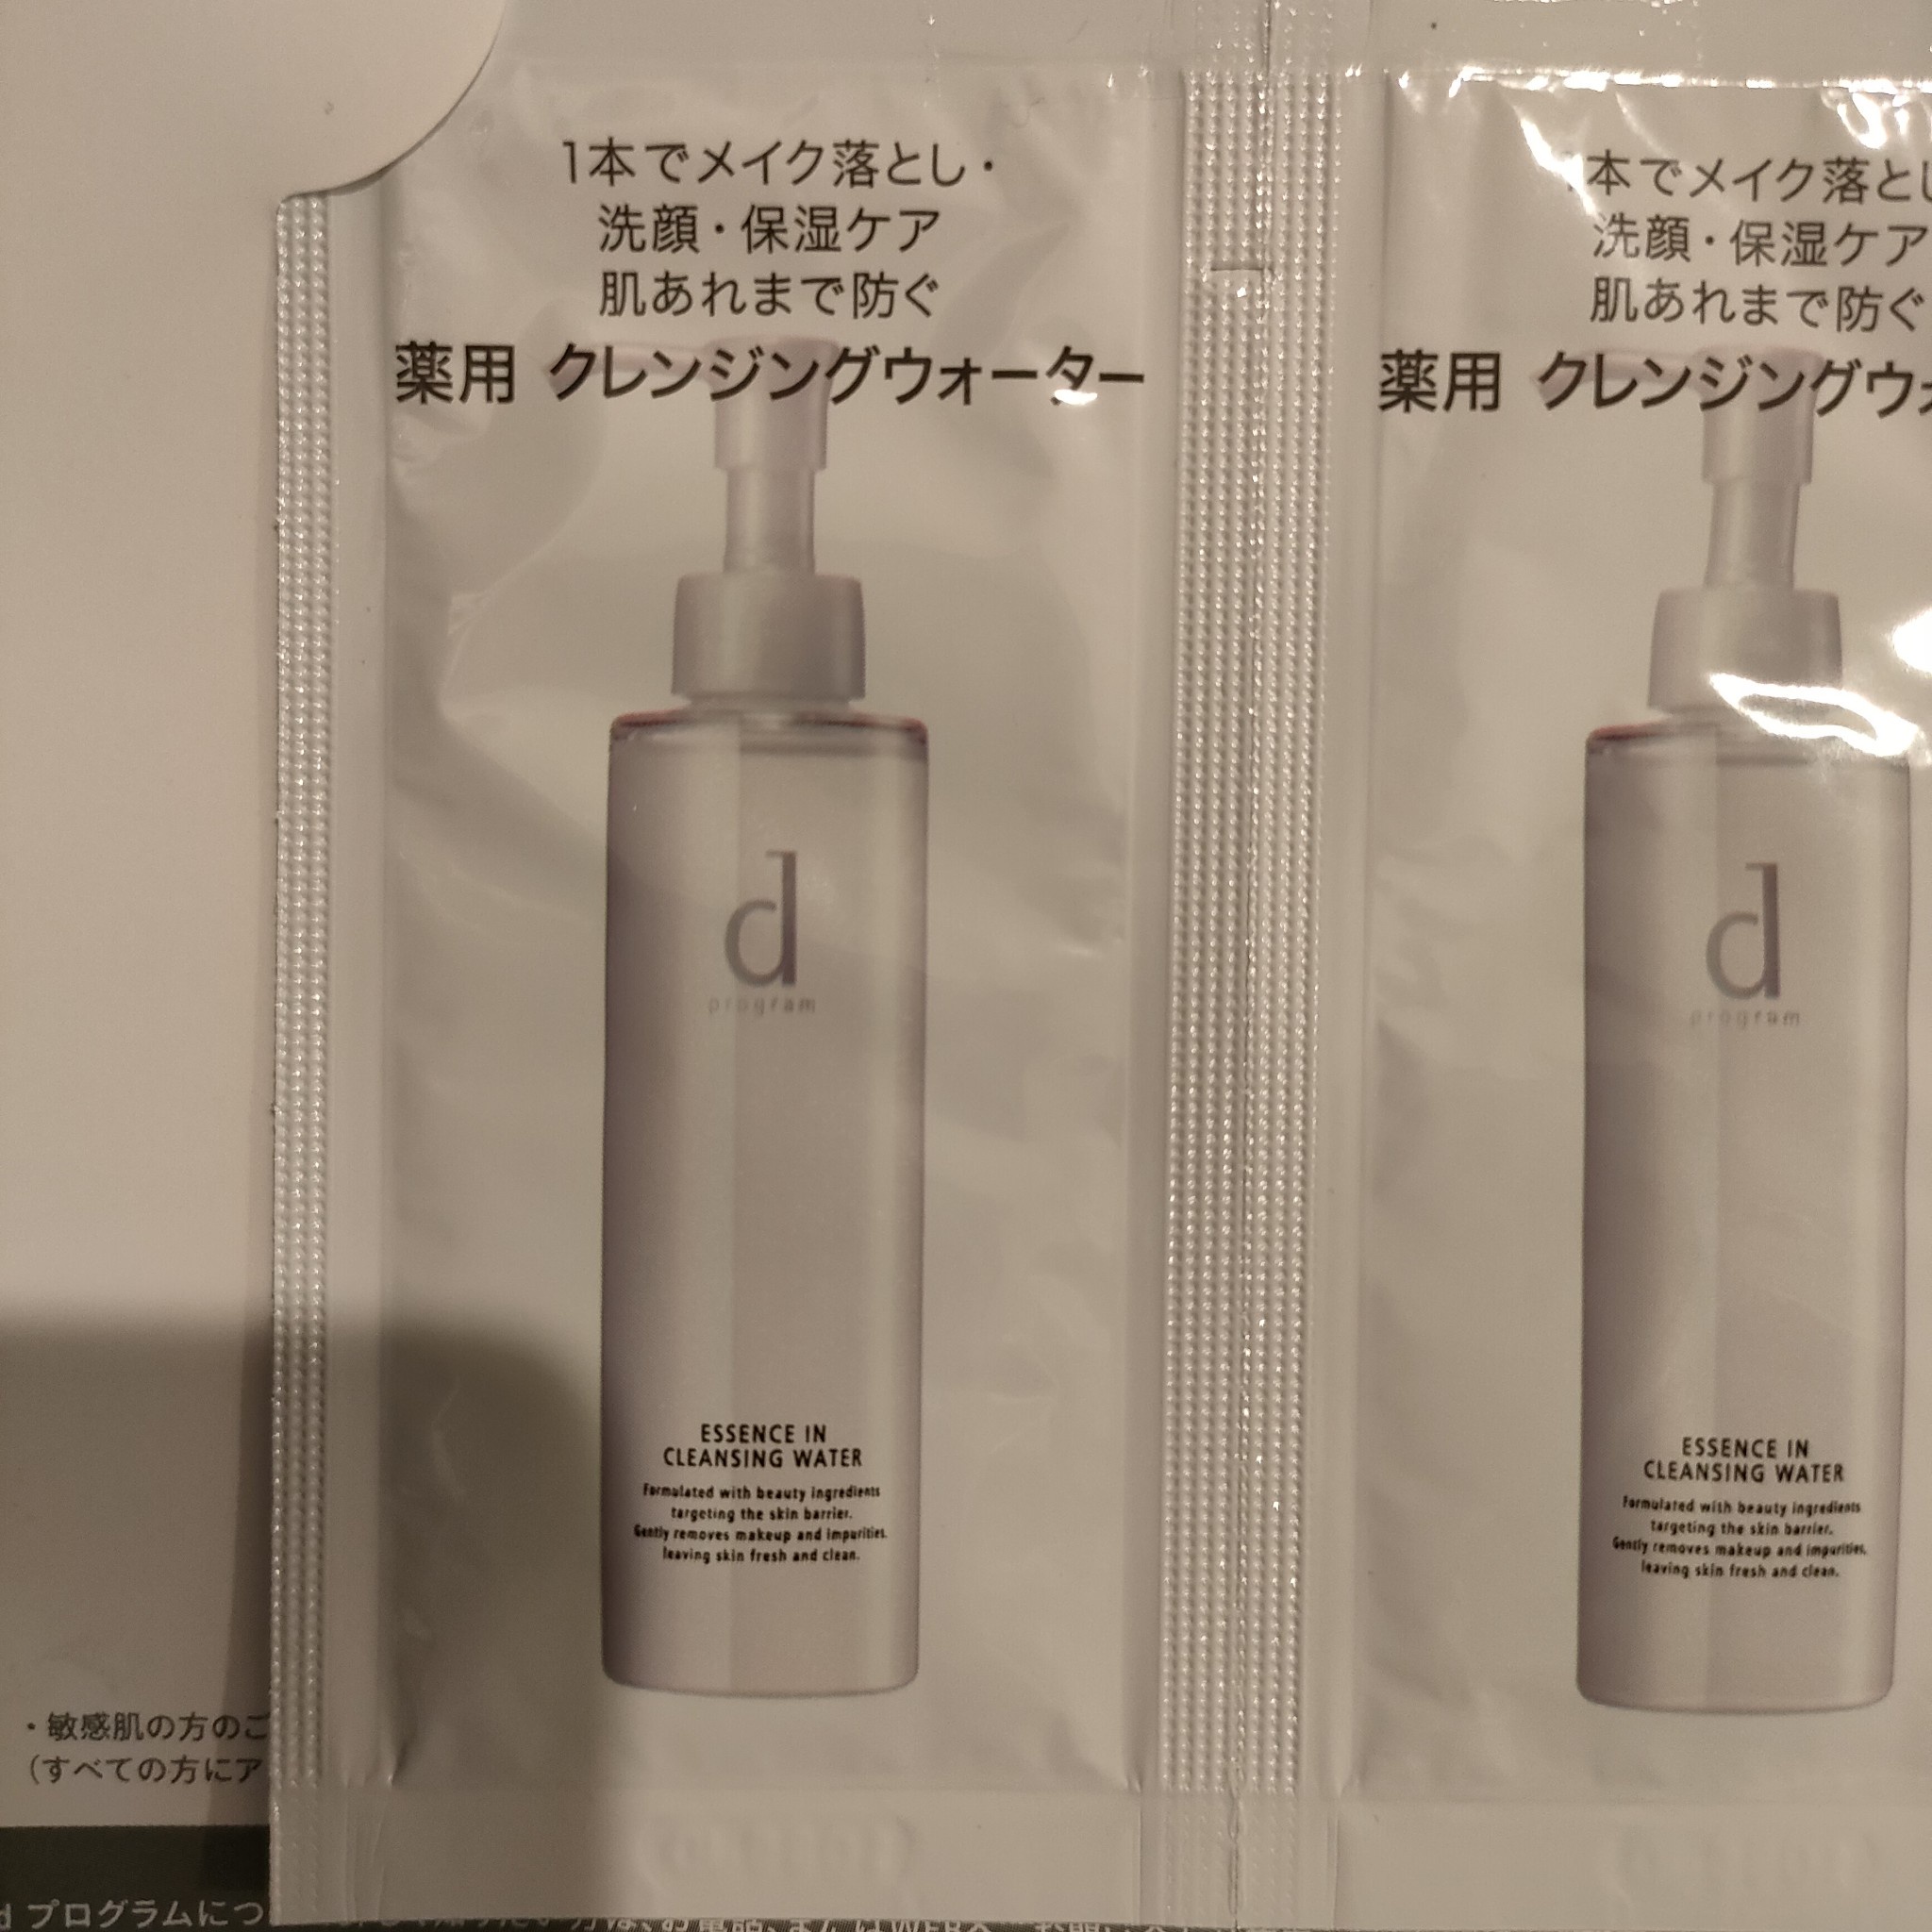 1本でメイク落とし・
洗顔・保湿ケア
肌あれまで防ぐ
薬用 クレンジングウォーター
d
program
ESSENCE IN
CLEANSING WATER
Formulated with beauty ingredients
targeting the skin barrier.
Gently removes makeup and impurities,
leaving skin fresh and clean.
本でメイク落とし
洗顔・保湿ケア
肌あれまで防ぐ
薬用 クレンジングウ
d
program
ESSENCE IN
CLEANSING WATER
Formulated with beauty ingredients
targeting the skin barrier.
Gently removes makeup and impurities,
leaving skin fresh and clean.
・敏感肌の方のご
(すべての方にア
d プログラムにつ